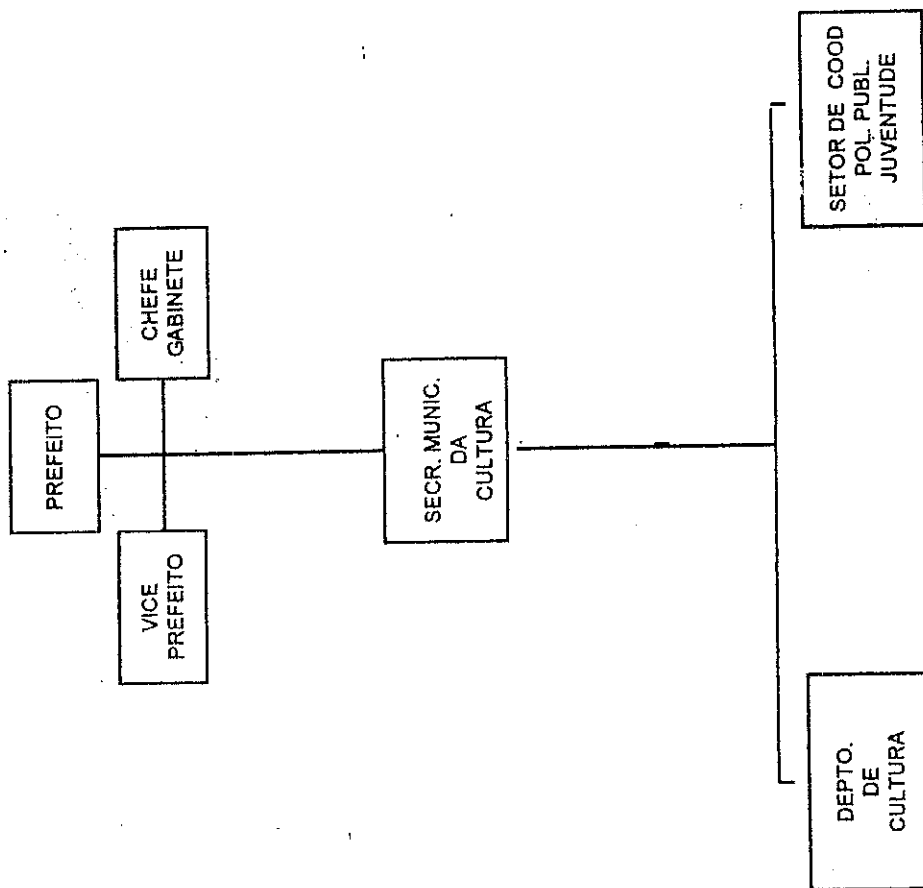 PREFEITO
VICE
PREFEITO
CHEFE
GABINETE
SECR. MUNIC.
DA
CULTURA
DEPTO.
DE
CULTURA
SETOR DE COOD
POL. PUBL.
JUVENTUDE